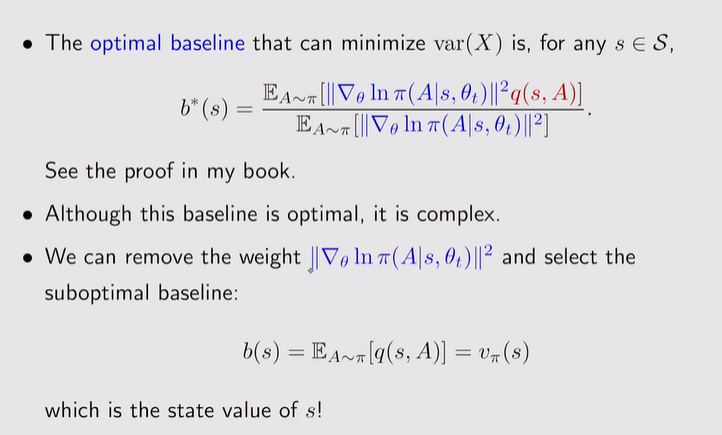 • The optimal baseline that can minimize var(X) is, for any s ∈ 𝒮,
b*(s) = 𝔼_{A∼π}[‖∇_θ ln π(A|s, θ_t)‖²q(s, A)] / 𝔼_{A∼π}[‖∇_θ ln π(A|s, θ_t)‖²].
See the proof in my book.
• Although this baseline is optimal, it is complex.
• We can remove the weight ‖∇_θ ln π(A|s, θ_t)‖² and select the
suboptimal baseline:
b(s) = 𝔼_{A∼π}[q(s, A)] = v_π(s)
which is the state value of s!